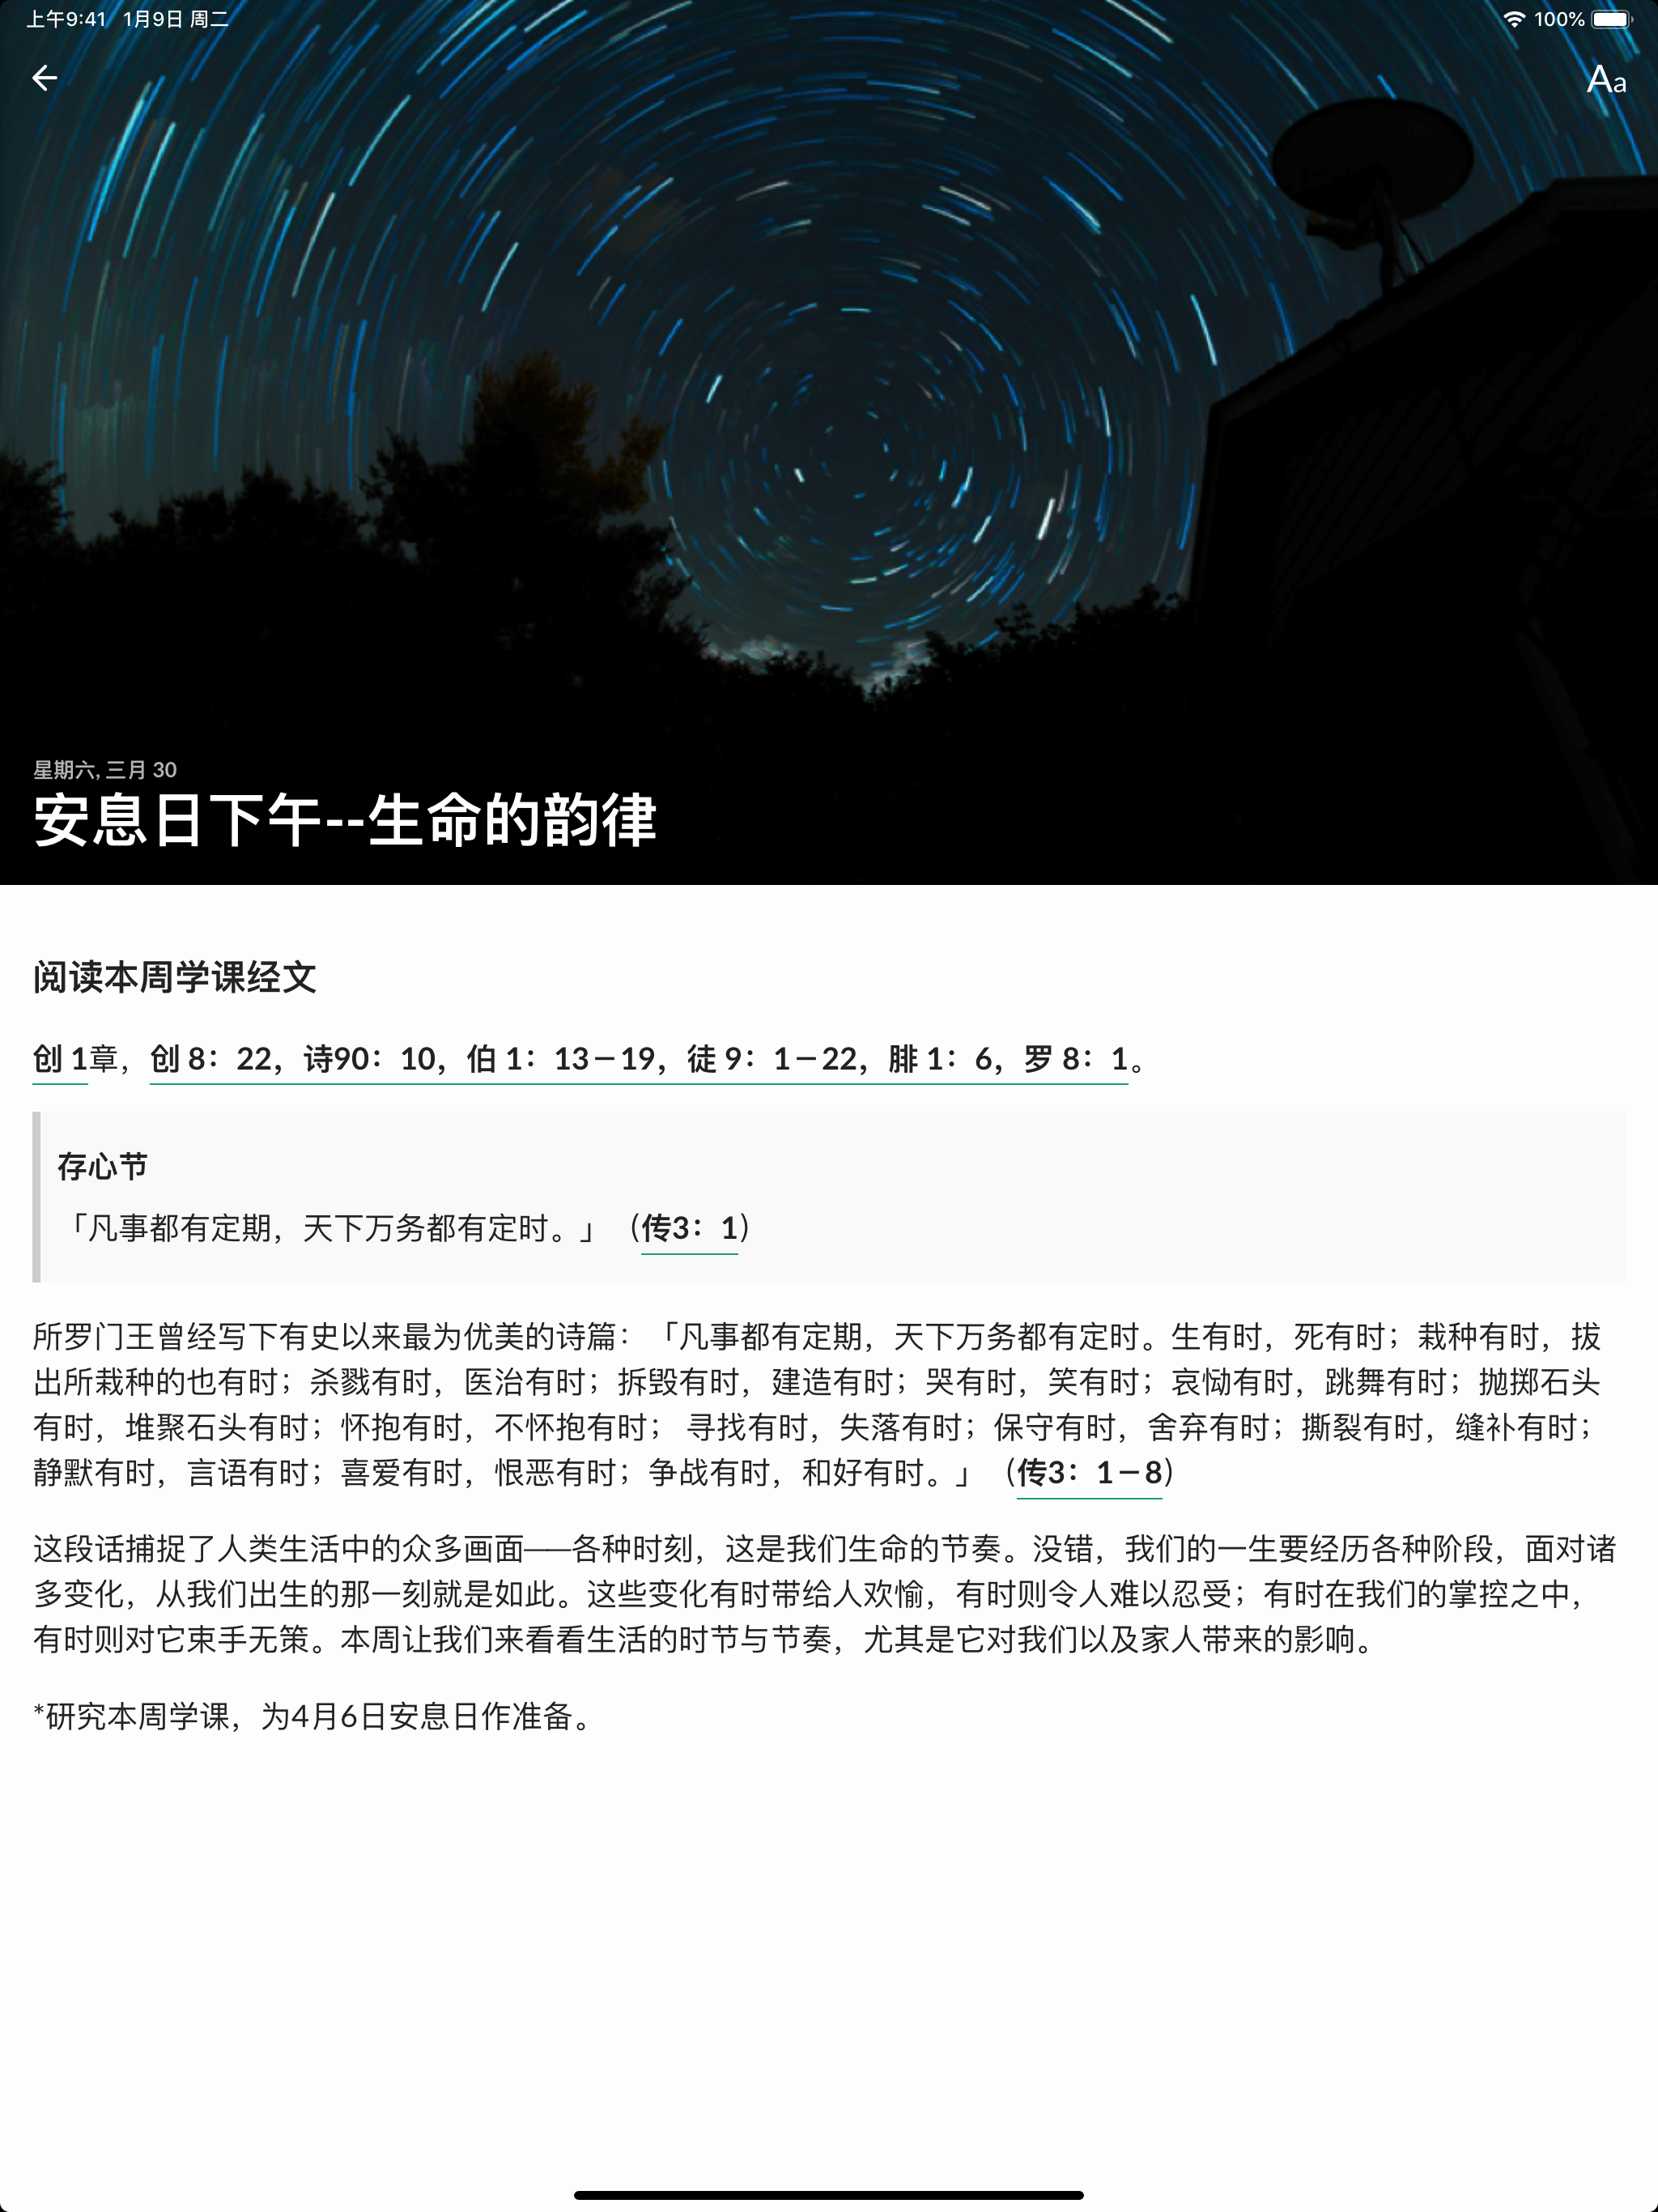 上午9:41 1月9日 周二
100%
Aa
星期六, 三月 30
安息日下午--生命的韵律
阅读本周学课经文
创 1章，创 8：22，诗90：10，伯 1：13－19，徒 9：1－22，腓 1：6，罗 8：1。
存心节
「凡事都有定期，天下万务都有定时。」（传3：1）
所罗门王曾经写下有史以来最为优美的诗篇：「凡事都有定期，天下万务都有定时。生有时，死有时；栽种有时，拔
出所栽种的也有时；杀戮有时，医治有时；拆毁有时，建造有时；哭有时，笑有时；哀恸有时，跳舞有时；抛掷石头
有时，堆聚石头有时；怀抱有时，不怀抱有时； 寻找有时，失落有时；保守有时，舍弃有时；撕裂有时，缝补有时；
静默有时，言语有时；喜爱有时，恨恶有时；争战有时，和好有时。」（传3：1－8）
这段话捕捉了人类生活中的众多画面——各种时刻，这是我们生命的节奏。没错，我们的一生要经历各种阶段，面对诸
多变化，从我们出生的那一刻就是如此。这些变化有时带给人欢愉，有时则令人难以忍受；有时在我们的掌控之中，
有时则对它束手无策。本周让我们来看看生活的时节与节奏，尤其是它对我们以及家人带来的影响。
*研究本周学课，为4月6日安息日作准备。